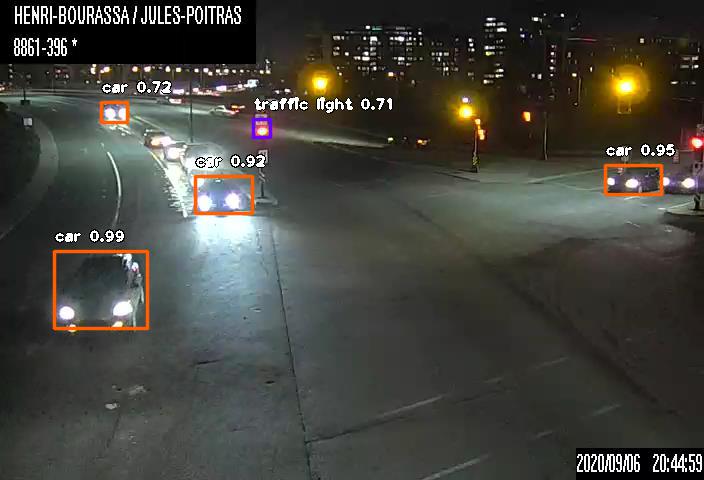 HENRI-BOURASSA / JULES-POITRAS
8861-396 *
car 0.72
traffic light 0.71
car 0.92
car 0.95
car 0.99
2020/09/06 20:44:59